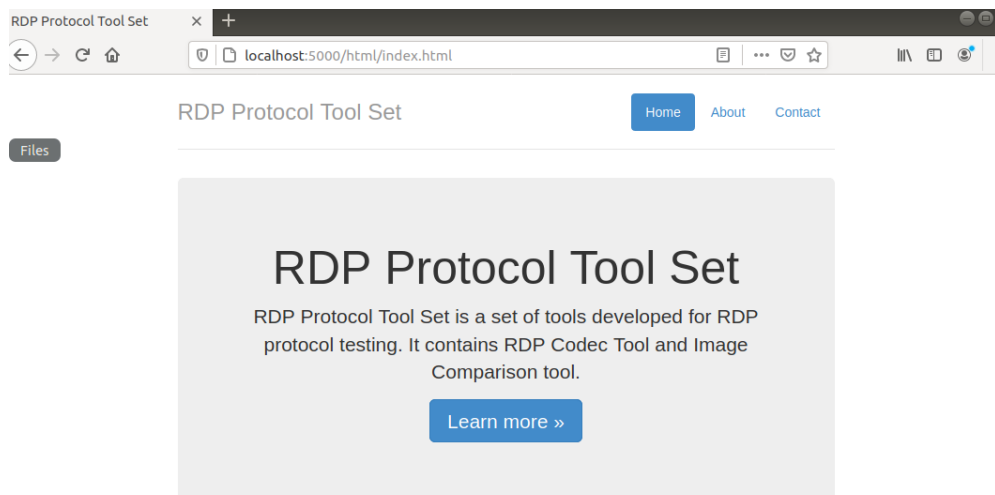 RDP Protocol Tool Set
localhost:5000/html/index.html
RDP Protocol Tool Set
Home About Contact
Files
RDP Protocol Tool Set
RDP Protocol Tool Set is a set of tools developed for RDP
protocol testing. It contains RDP Codec Tool and Image
Comparison tool.
Learn more »